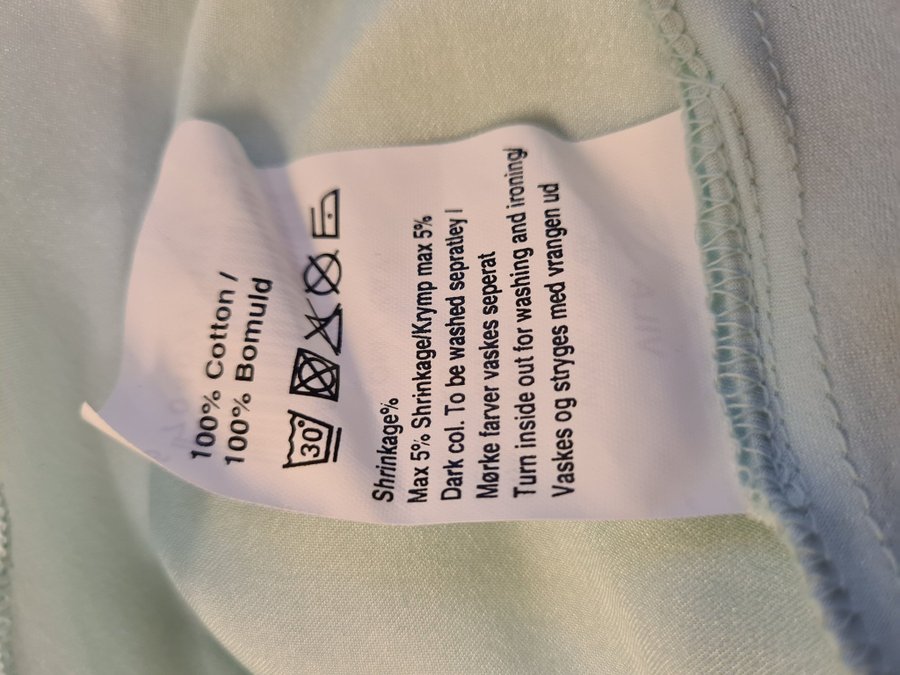 100% Cotton /
100% Bomuld
30°
Shrinkage%
Max 5% Shrinkage/Krymp max 5%
Dark col. To be washed sepratley /
Mørke farver vaskes seperat
Turn inside out for washing and ironing/
Vaskes og stryges med vrangen ud